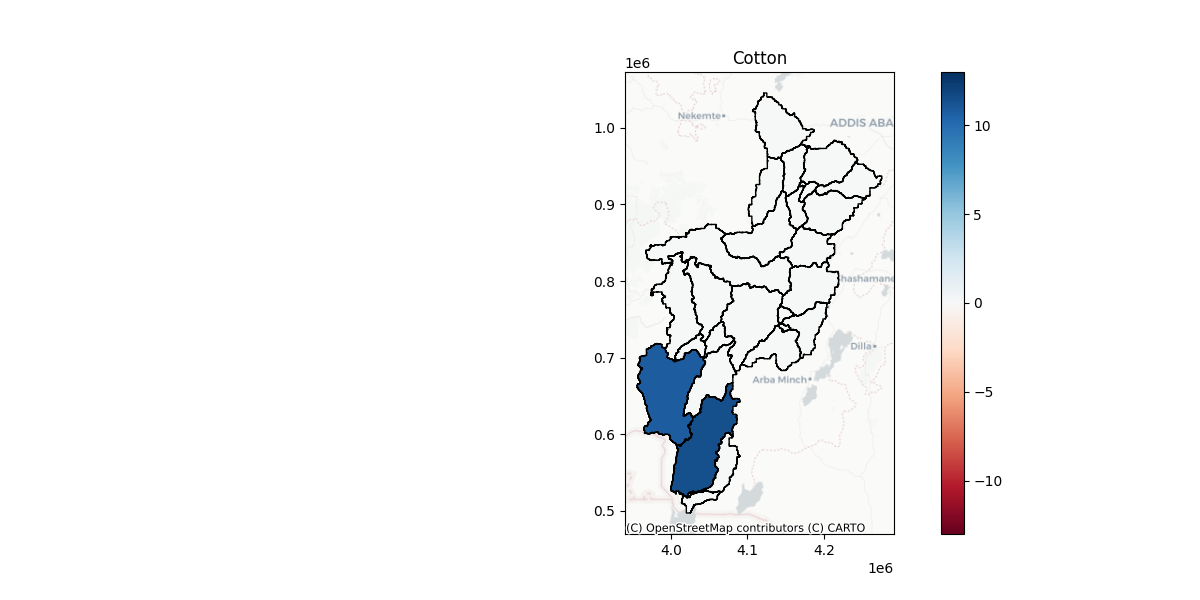 Cotton
1e6
1.0
0.9
0.8
0.7
0.6
0.5
Nekemte
ADDIS ABA
hashamane
Dilla
Arba Minch
(C) OpenStreetMap contributors (C) CARTO
4.0 4.1 4.2
1e6
10
5
0
−5
−10